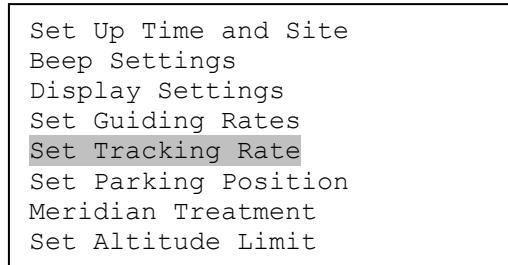 Set Up Time and Site
Beep Settings
Display Settings
Set Guiding Rates
Set Tracking Rate
Set Parking Position
Meridian Treatment
Set Altitude Limit